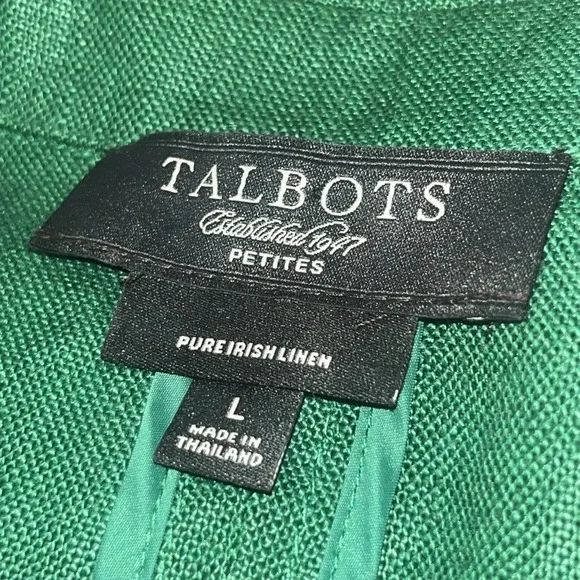 TALBOTS
Established 1947
PETITES
PURE IRISH LINEN
L
MADE IN
THAILAND